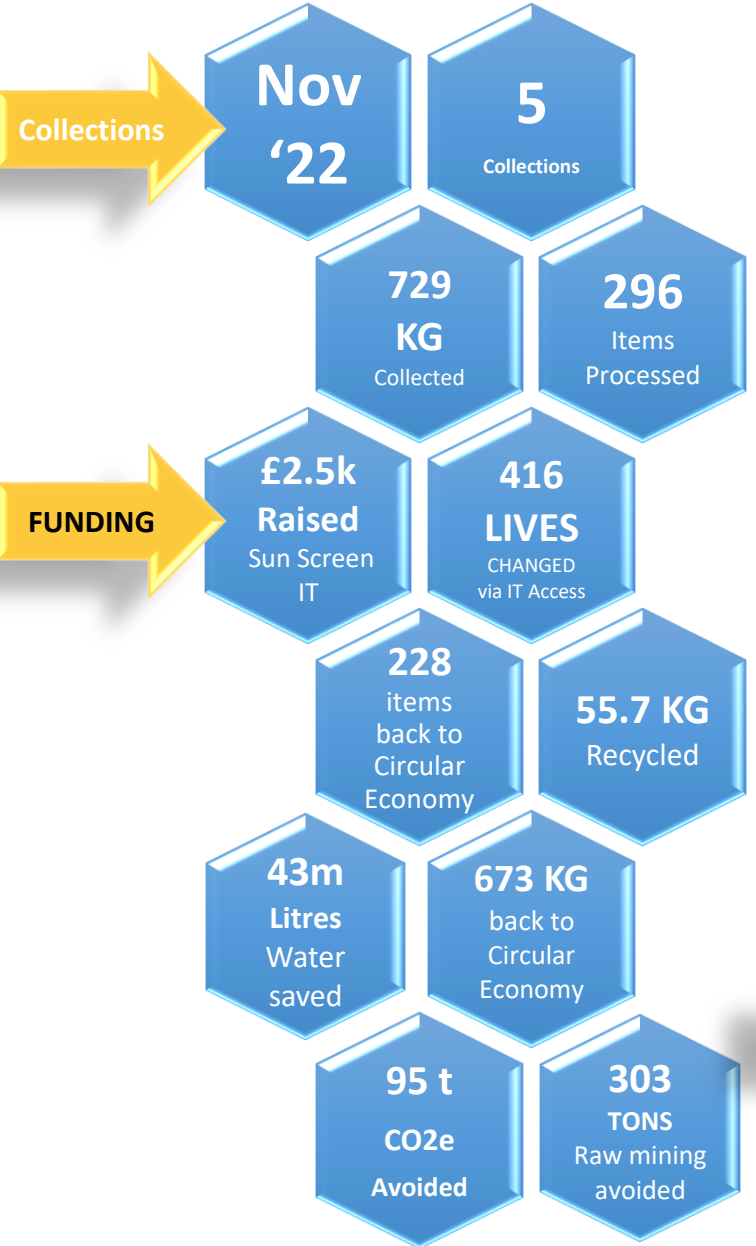 Collections
Nov
‘22
5
Collections
729
KG
Collected
296
Items
Processed
FUNDING
£2.5k
Raised
Sun Screen
IT
416
LIVES
CHANGED
via IT Access
228
items
back to
Circular
Economy
55.7 KG
Recycled
43m
Litres
Water
saved
673 KG
back to
Circular
Economy
95 t
CO2e
Avoided
303
TONS
Raw mining
avoided